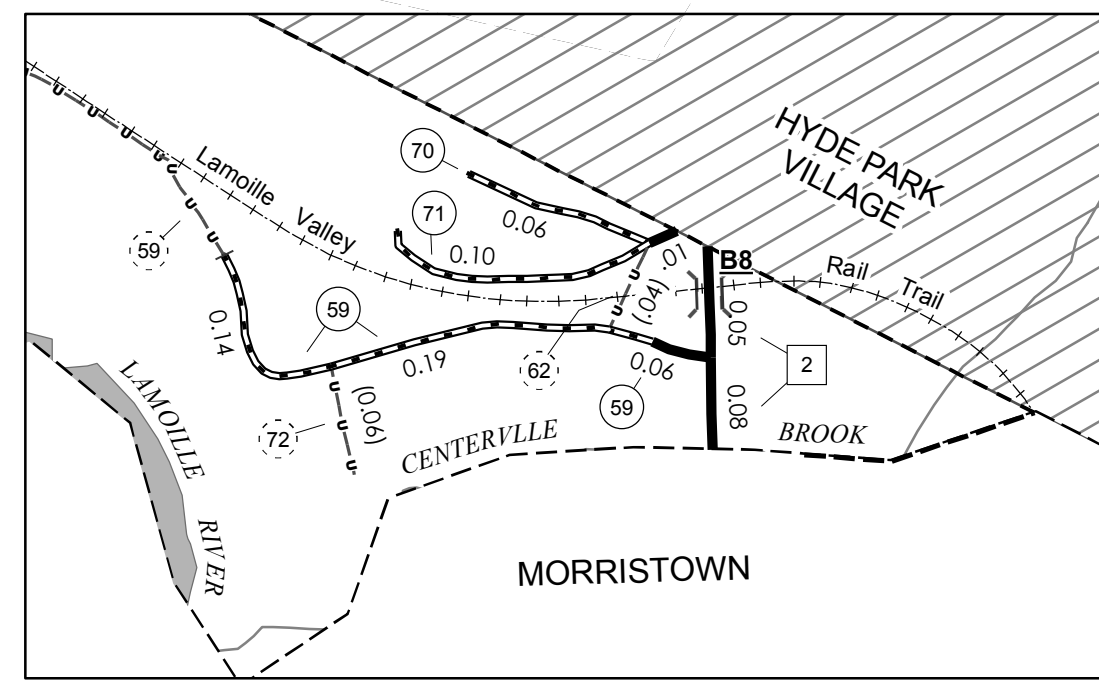 HYDE PARK
VILLAGE
Lamoille
Valley
Rail
Trail
70
0.06
71
0.10
.01
(.04)
B8
0.05
2
0.08
59
0.14
59
0.19
62
0.06
59
72
(0.06)
CENTERVLLE
BROOK
LAMOILLE
RIVER
MORRISTOWN